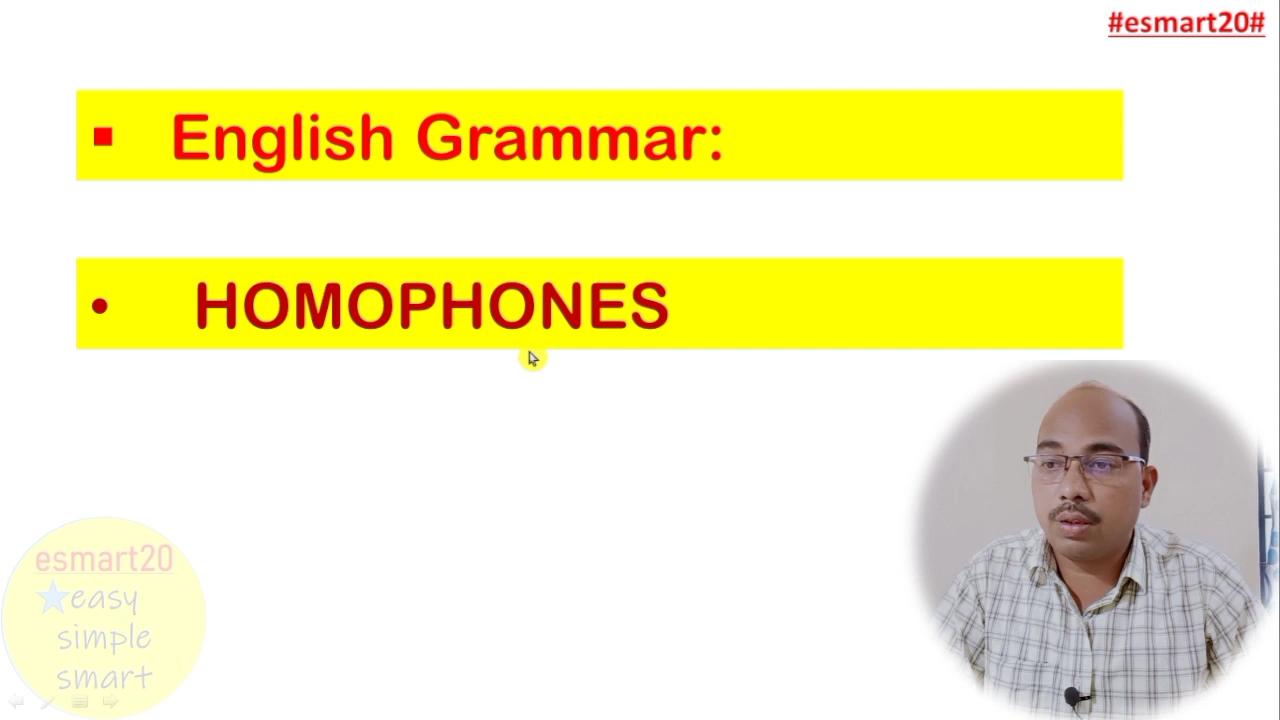 #esmart20#
▪ English Grammar:
• HOMOPHONES
esmart20
easy
simple
smart